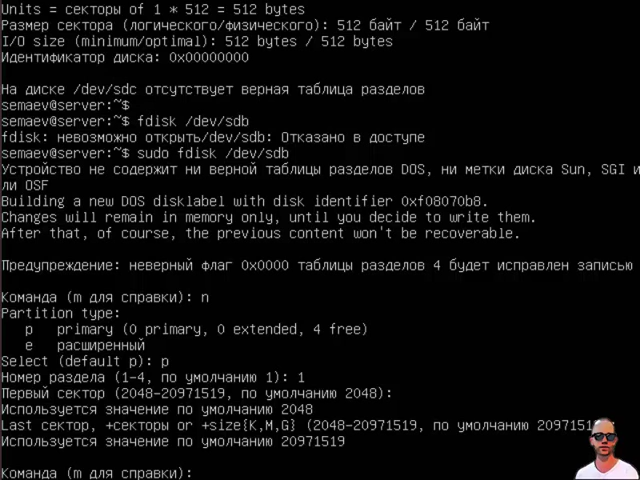 Units = секторы of 1 * 512 = 512 bytes
Размер сектора (логического/физического): 512 байт / 512 байт
I/O size (minimum/optimal): 512 bytes / 512 bytes
Идентификатор диска: 0x00000000
На диске /dev/sdc отсутствует верная таблица разделов
semaev@server:~$
semaev@server:~$ fdisk /dev/sdb
fdisk: невозможно открыть/dev/sdb: Отказано в доступе
semaev@server:~$ sudo fdisk /dev/sdb
Устройство не содержит ни верной таблицы разделов DOS, ни метки диска Sun, SGI и
ли OSF
Building a new DOS disklabel with disk identifier 0xf08070b8.
Changes will remain in memory only, until you decide to write them.
After that, of course, the previous content won't be recoverable.
Предупреждение: неверный флаг 0x0000 таблицы разделов 4 будет исправлен записью
Команда (m для справки): n
Partition type:
p   primary (0 primary, 0 extended, 4 free)
e   расширенный
Select (default p): p
Номер раздела (1-4, по умолчанию 1): 1
Первый сектор (2048-20971519, по умолчанию 2048):
Используется значение по умолчанию 2048
Last сектор, +секторы or +size{K,M,G} (2048-20971519, по умолчанию
Используется значение по умолчанию 20971519
Команда (m для справки):